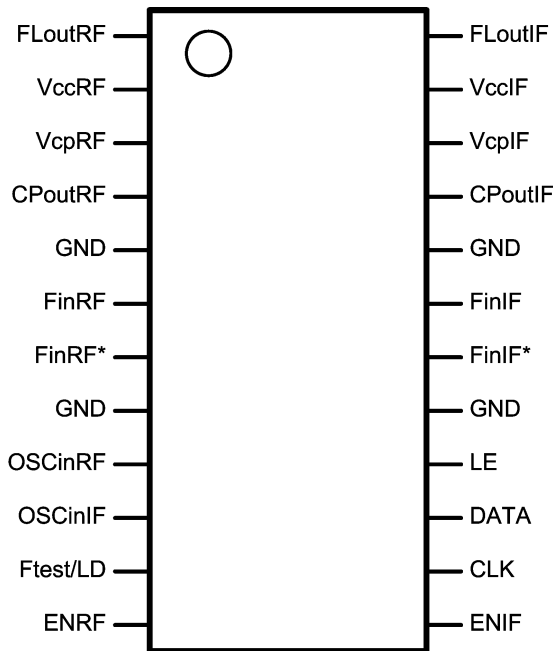 FLoutRF FLoutIF
VccRF VccIF
VcpRF VcpIF
CPoutRF CPoutIF
GND GND
FinRF FinIF
FinRF* FinIF*
GND GND
OSCinRF LE
OSCinIF DATA
Ftest/LD CLK
ENRF ENIF